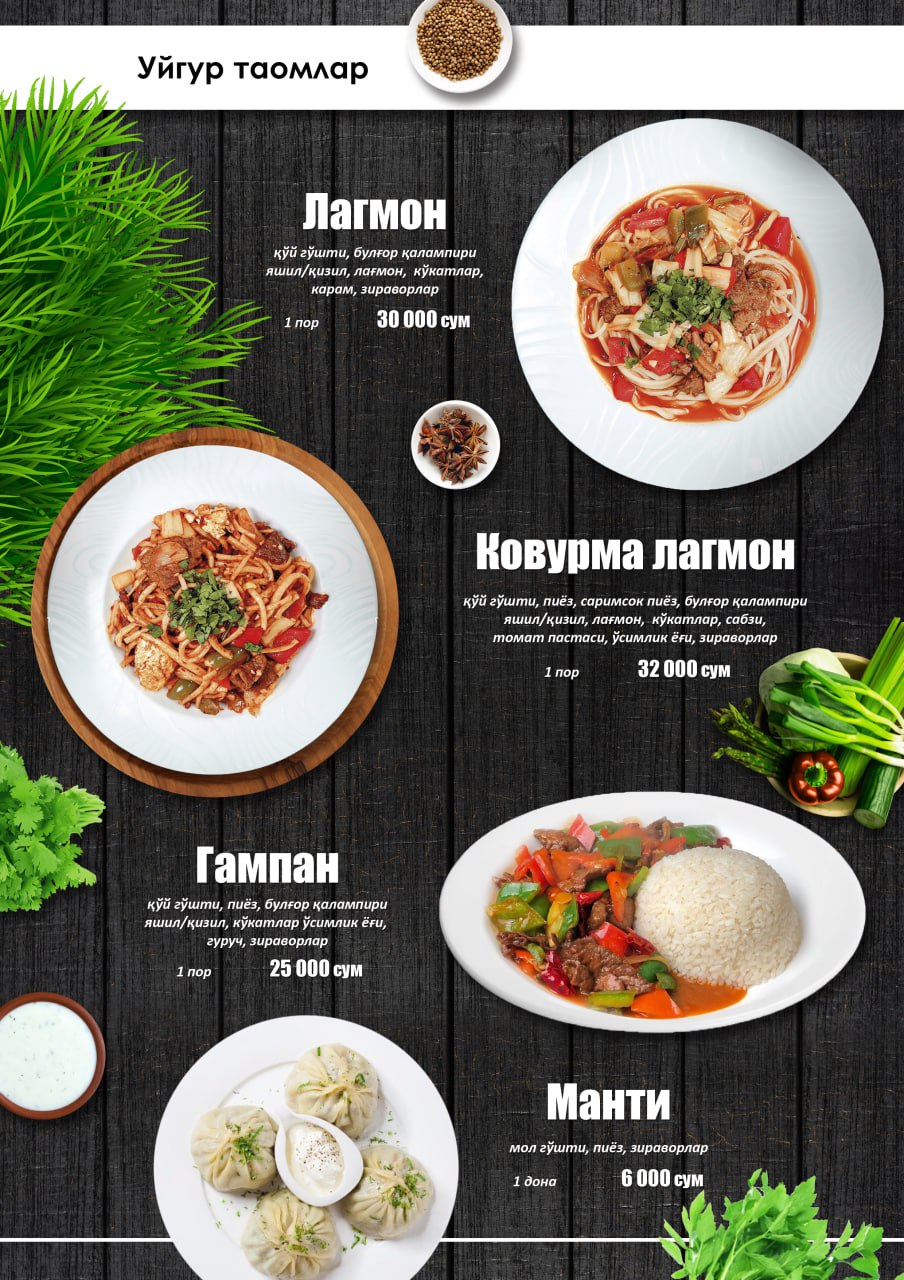 Уйгур таомлар
Лагмон
қўй гўшти, булғор қалампири
яшил/қизил, лағмон, кўкатлар,
карам, зираворлар
1 пор 30 000 сум
Ковурма лагмон
қўй гўшти, пиёз, саримсок пиёз, булғор қалампири
яшил/қизил, лағмон, кўкатлар, сабзи,
томат пастаси, ўсимлик ёғи, зираворлар
1 пор 32 000 сум
Гампан
қўй гўшти, пиёз, булғор қалампири
яшил/қизил, кўкатлар ўсимлик ёғи,
гуруч, зираворлар
1 пор 25 000 сум
Манти
мол гўшти, пиёз, зираворлар
1 дона 6 000 сум